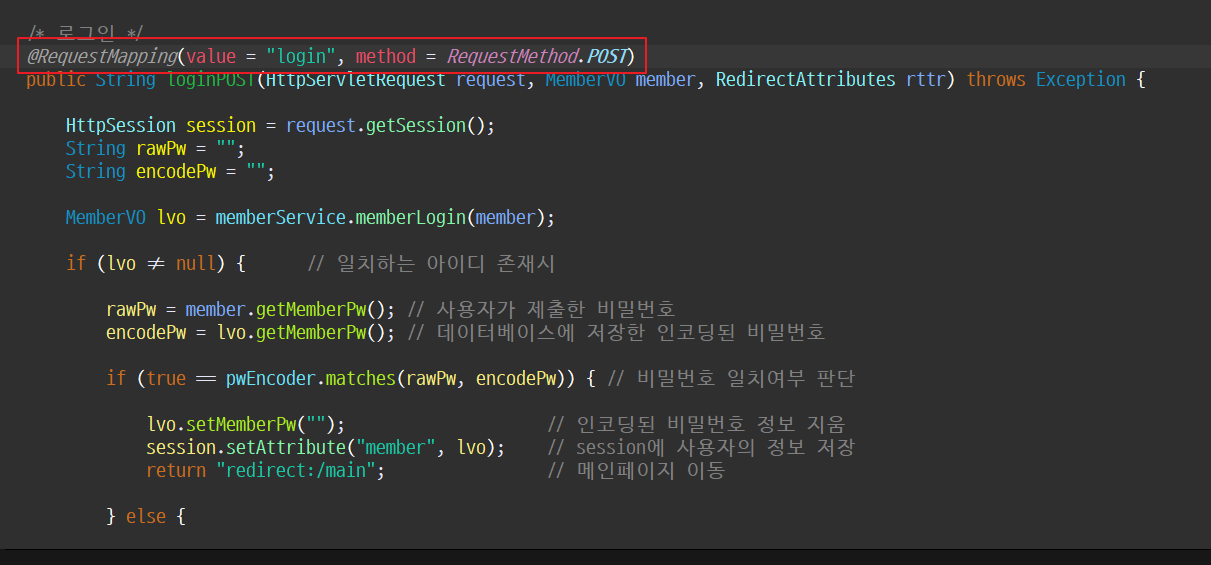 /* 로그인 */
@RequestMapping(value = "login", method = RequestMethod.POST)
public String loginPOST(HttpServletRequest request, MemberVO member, RedirectAttributes rttr) throws Exception {
HttpSession session = request.getSession();
String rawPw = "";
String encodePw = "";
MemberVO lvo = memberService.memberLogin(member);
if (lvo != null) { // 일치하는 아이디 존재시
rawPw = member.getMemberPw(); // 사용자가 제출한 비밀번호
encodePw = lvo.getMemberPw(); // 데이터베이스에 저장한 인코딩된 비밀번호
if (true == pwEncoder.matches(rawPw, encodePw)) { // 비밀번호 일치여부 판단
lvo.setMemberPw(""); // 인코딩된 비밀번호 정보 지움
session.setAttribute("member", lvo); // session에 사용자의 정보 저장
return "redirect:/main"; // 메인페이지 이동
} else {